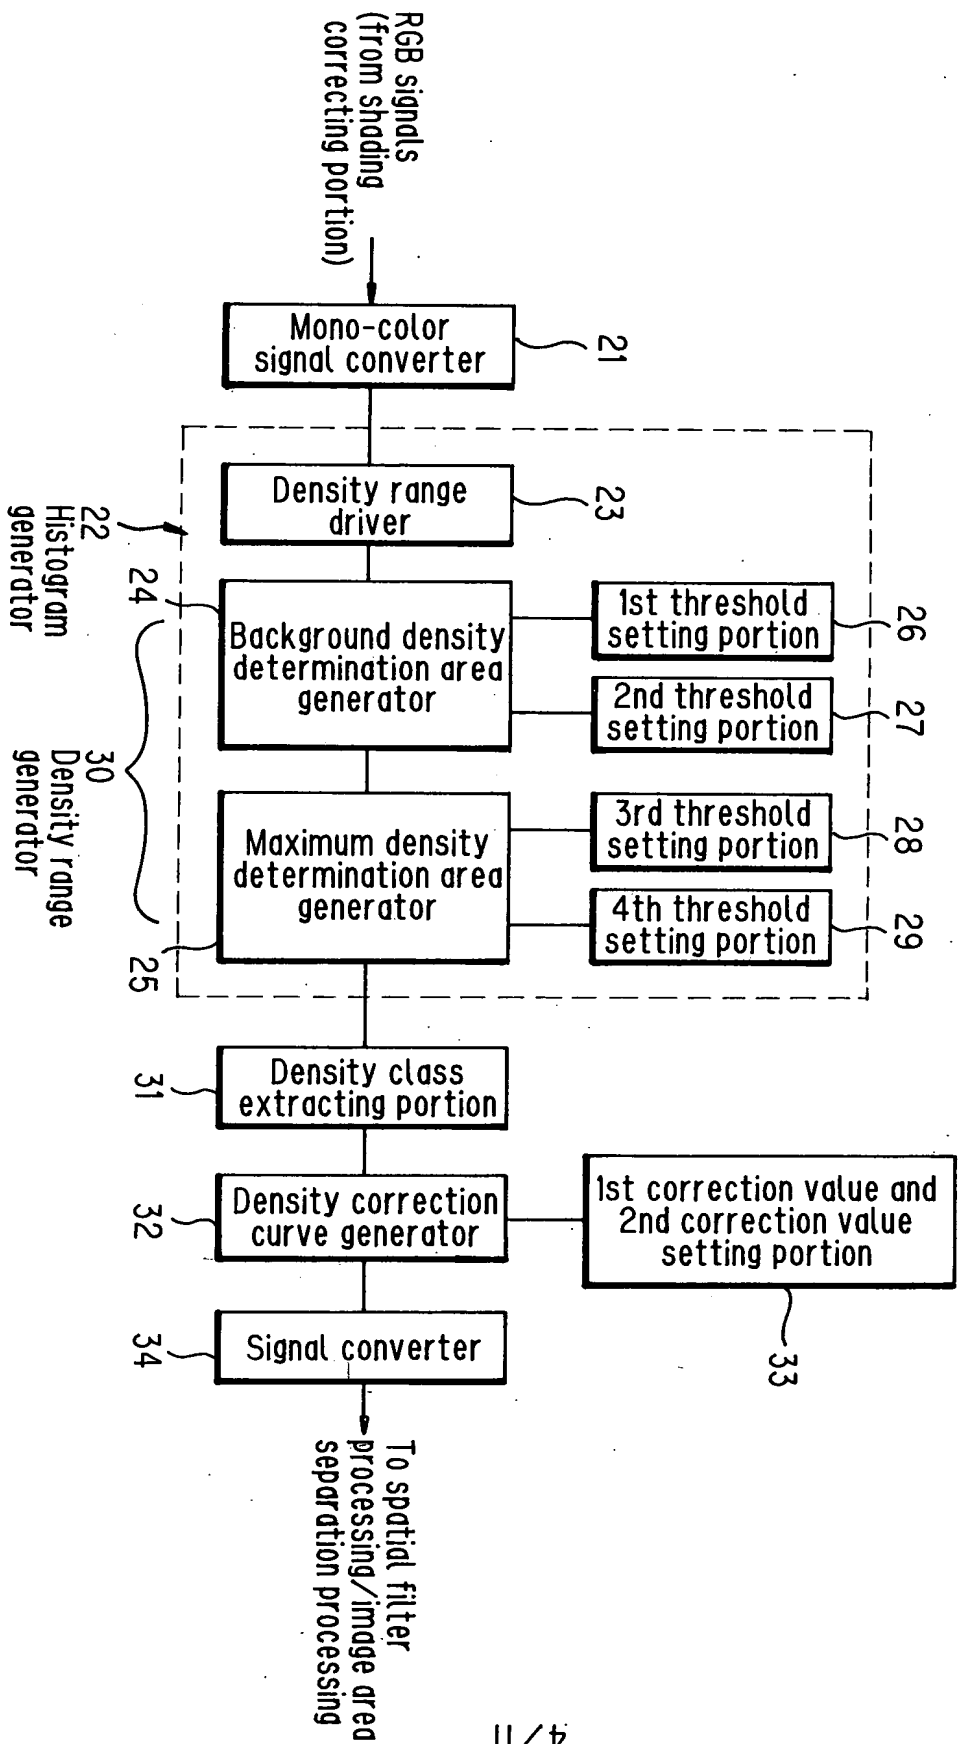 RGB signals
(from shading
correcting portion)
Mono-color
signal converter
21
22
Histogram
generator
Density range
driver
23
24
Background density
determination area
generator
1st threshold
setting portion
26
2nd threshold
setting portion
27
30
Density range
generator
Maximum density
determination area
generator
25
3rd threshold
setting portion
28
4th threshold
setting portion
29
Density class
extracting portion
31
Density correction
curve generator
32
1st correction value and
2nd correction value
setting portion
33
Signal converter
34
To spatial filter
processing/image area
separation processing
4/11